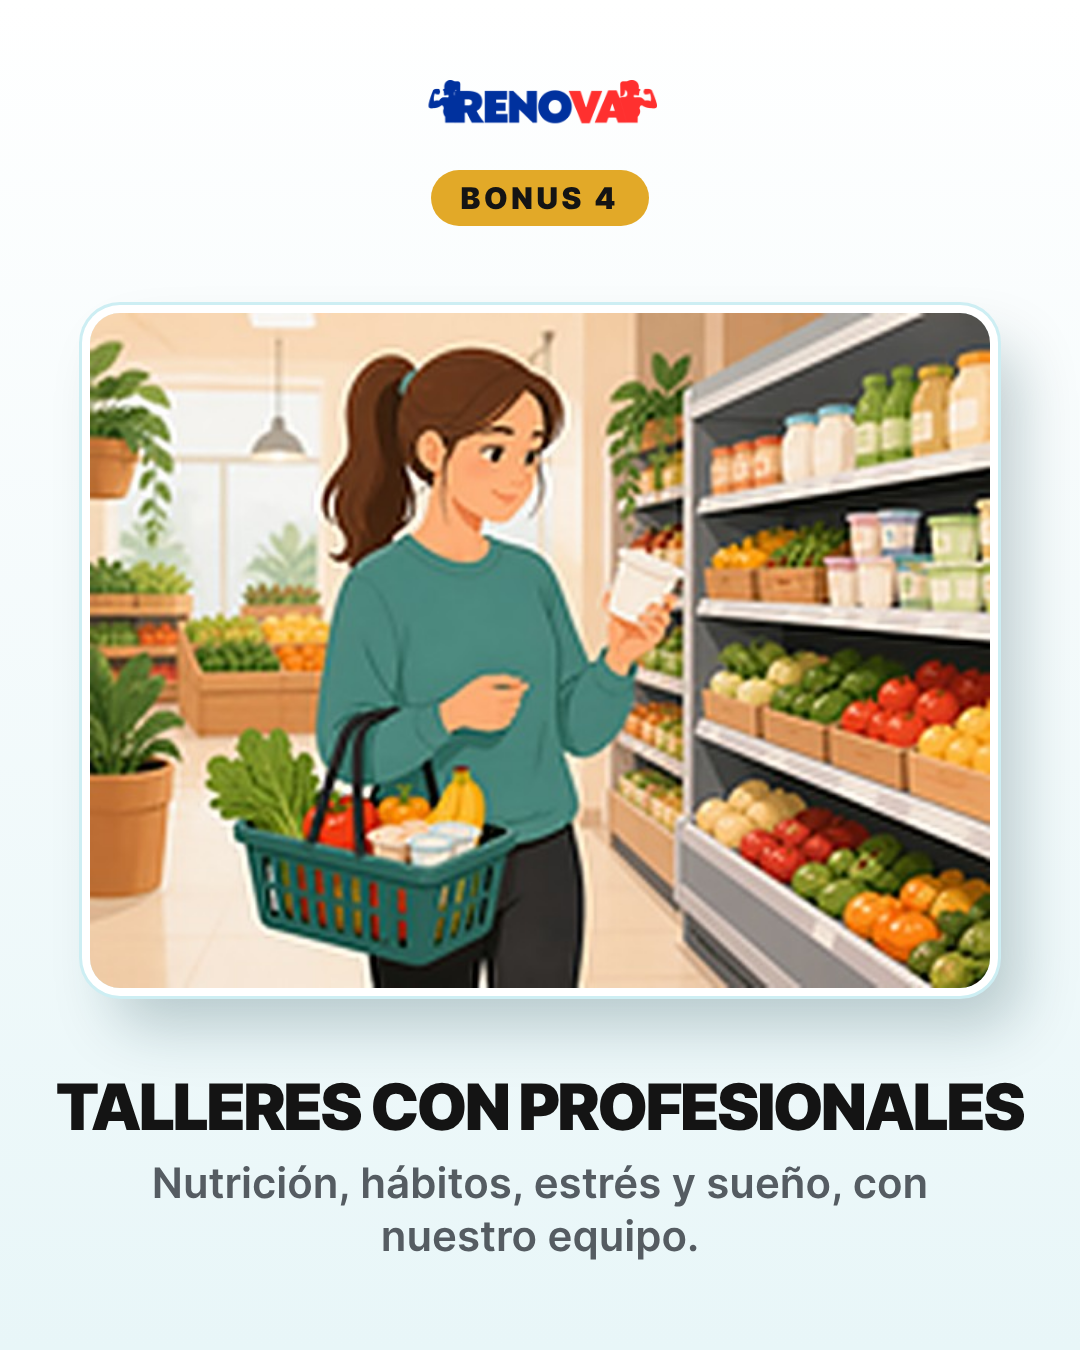 RENOVA
BONUS 4
TALLERES CON PROFESIONALES
Nutrición, hábitos, estrés y sueño, con
nuestro equipo.